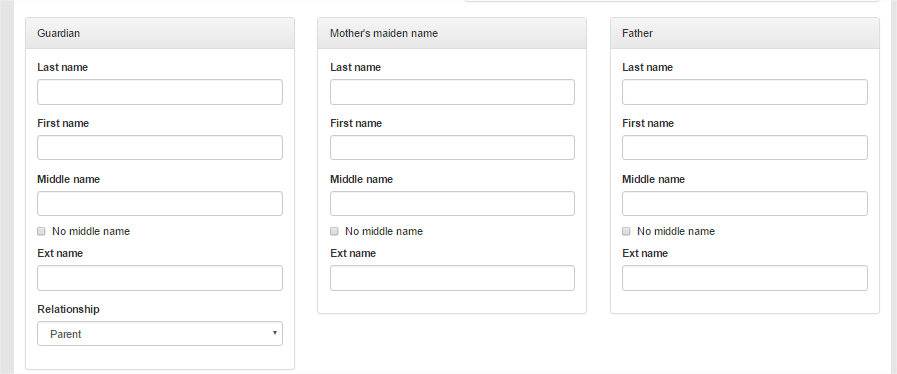 Guardian
Last name
First name
Middle name
No middle name
Ext name
Relationship
Parent
Mother's maiden name
Last name
First name
Middle name
No middle name
Ext name
Father
Last name
First name
Middle name
No middle name
Ext name